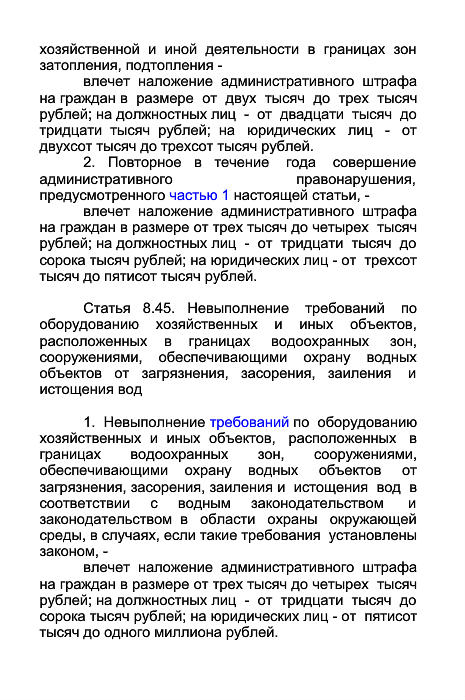 хозяйственной и иной деятельности в границах зон
затопления, подтопления -
влечет наложение административного штрафа
на граждан в размере от двух тысяч до трех тысяч
рублей; на должностных лиц - от двадцати тысяч до
тридцати тысяч рублей; на юридических лиц - от
двухсот тысяч до трехсот тысяч рублей.
2. Повторное в течение года совершение
административного правонарушения,
предусмотренного частью 1 настоящей статьи, -
влечет наложение административного штрафа
на граждан в размере от трех тысяч до четырех тысяч
рублей; на должностных лиц - от тридцати тысяч до
сорока тысяч рублей; на юридических лиц - от трехсот
тысяч до пятисот тысяч рублей.
Статья 8.45. Невыполнение требований по
оборудованию хозяйственных и иных объектов,
расположенных в границах водоохранных зон,
сооружениями, обеспечивающими охрану водных
объектов от загрязнения, засорения, заиления и
истощения вод
1. Невыполнение требований по оборудованию
хозяйственных и иных объектов, расположенных в
границах водоохранных зон, сооружениями,
обеспечивающими охрану водных объектов от
загрязнения, засорения, заиления и истощения вод в
соответствии с водным законодательством и
законодательством в области охраны окружающей
среды, в случаях, если такие требования установлены
законом, -
влечет наложение административного штрафа
на граждан в размере от трех тысяч до четырех тысяч
рублей; на должностных лиц - от тридцати тысяч до
сорока тысяч рублей; на юридических лиц - от пятисот
тысяч до одного миллиона рублей.